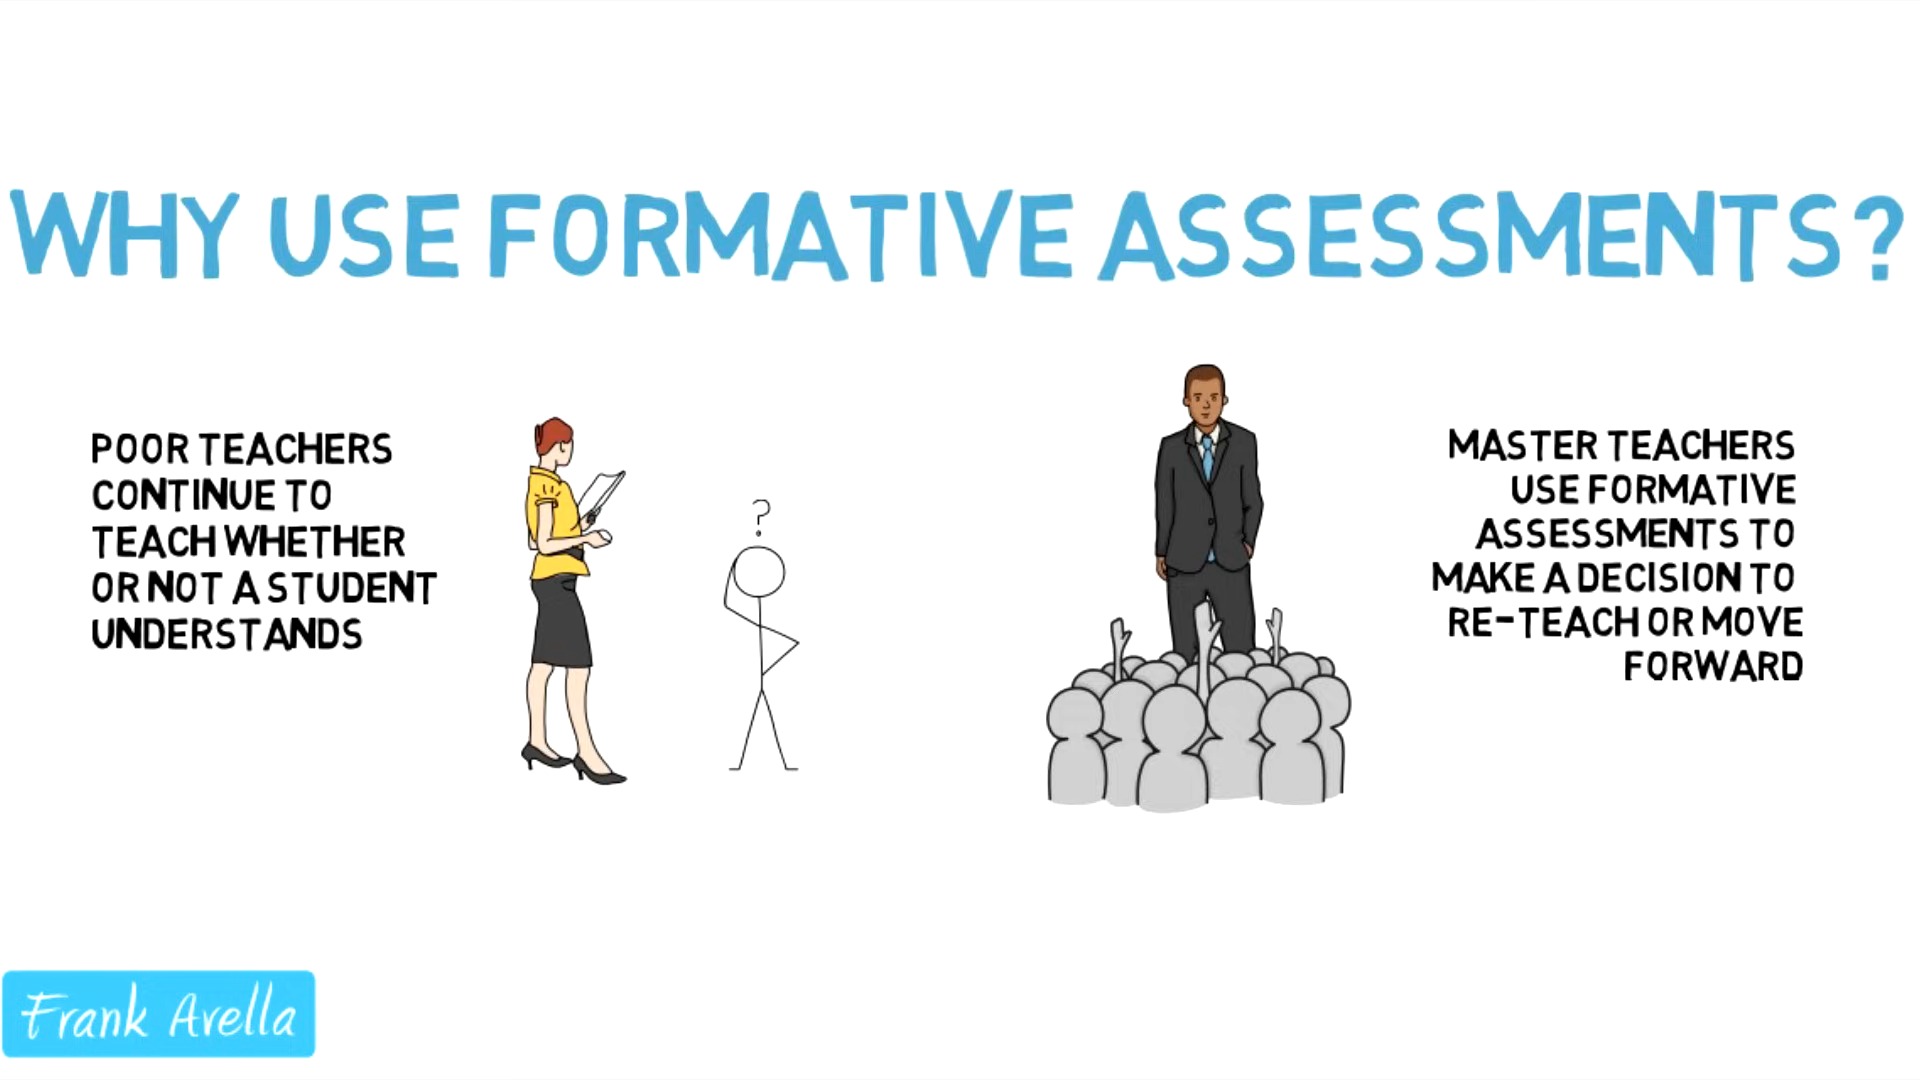 WHY USE FORMATIVE ASSESSMENTS?
POOR TEACHERS
CONTINUE TO
TEACH WHETHER
OR NOT A STUDENT
UNDERSTANDS
?
MASTER TEACHERS
USE FORMATIVE
ASSESSMENTS TO
MAKE A DECISION TO
RE-TEACH OR MOVE
FORWARD
Frank Avella